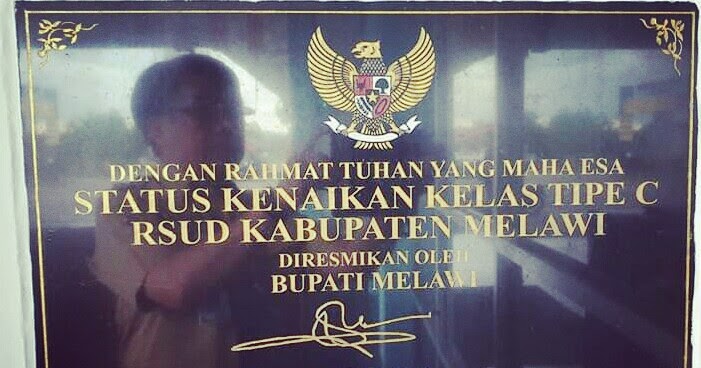 DENGAN RAHMAT TUHAN YANG MAHA ESA
STATUS KENAIKAN KELAS TIPE C
RSUD KABUPATEN MELAWI
DIRESMIKAN OLEH
BUPATI MELAWI